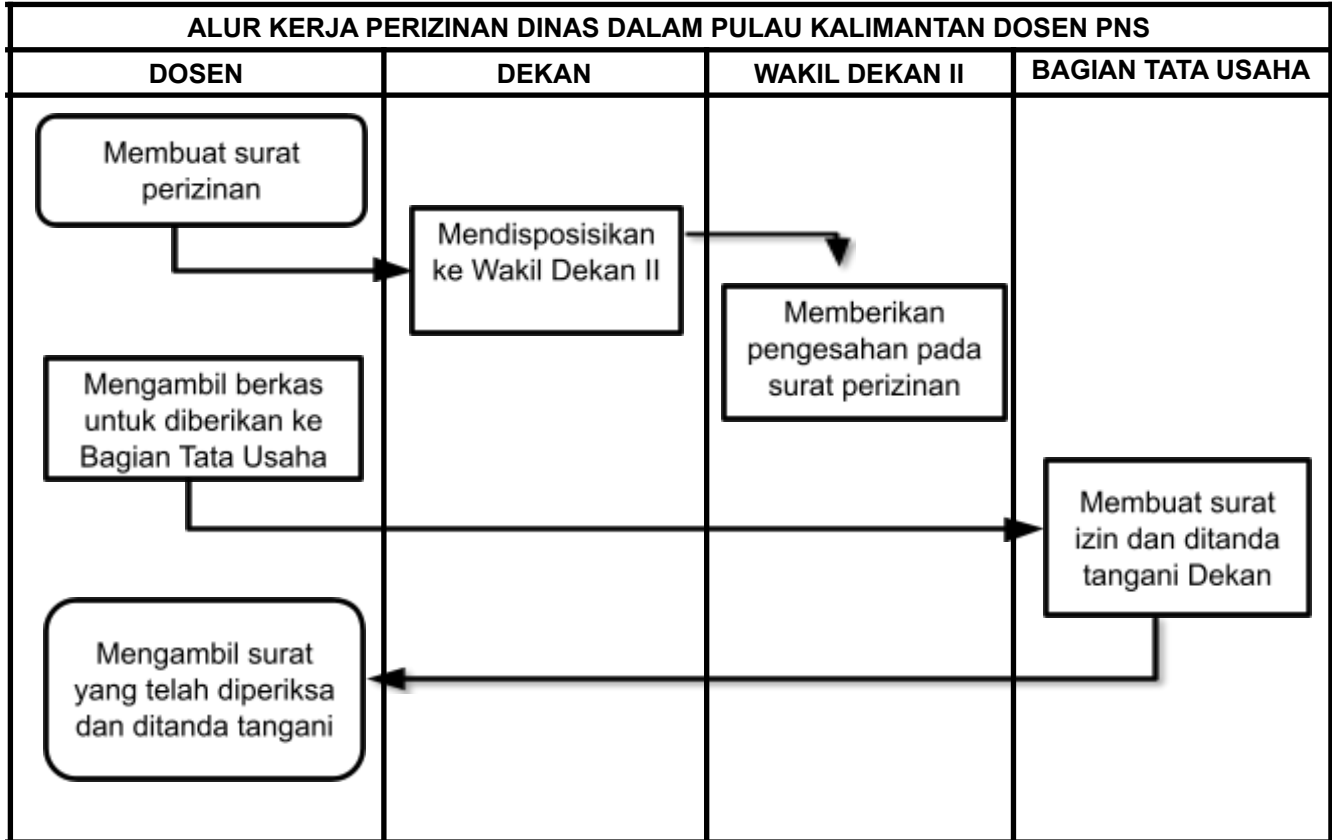 ALUR KERJA PERIZINAN DINAS DALAM PULAU KALIMANTAN DOSEN PNS
DOSEN
DEKAN
WAKIL DEKAN II
BAGIAN TATA USAHA
Membuat surat
perizinan
Mendisposisikan
ke Wakil Dekan II
Memberikan
pengesahan pada
surat perizinan
Mengambil berkas
untuk diberikan ke
Bagian Tata Usaha
Membuat surat
izin dan ditanda
tangani Dekan
Mengambil surat
yang telah diperiksa
dan ditanda tangani